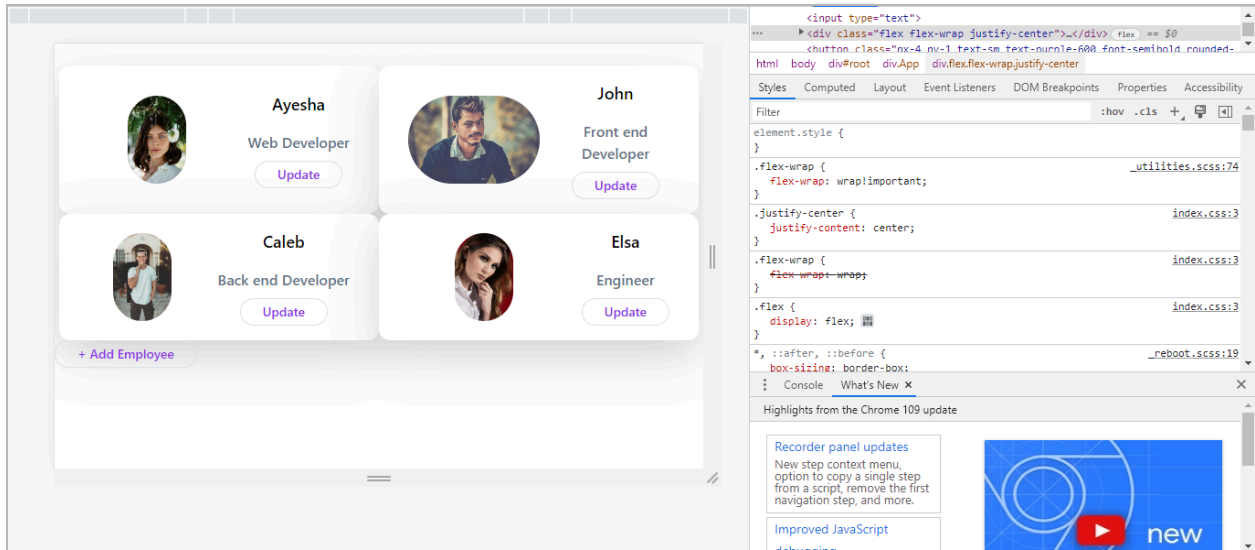 Ayesha
Web Developer
Update
John
Front end
Developer
Update
Caleb
Back end Developer
Update
Elsa
Engineer
Update
+ Add Employee
<input type="text">
<div class="flex flex-wrap justify-center">…</div> flex == $0
<button class="px-4 py-1 text-sm text-purple-600 font-semibold rounded-
html body div#root div.App div.flex.flex-wrap.justify-center
Styles Computed Layout Event Listeners DOM Breakpoints Properties Accessibility
Filter :hov .cls +
element.style {
}
.flex-wrap { _utilities.scss:74
flex-wrap: wrap!important;
}
.justify-center { index.css:3
justify-content: center;
}
.flex-wrap { index.css:3
flex-wrap: wrap;
}
.flex { index.css:3
display: flex;
}
*, ::after, ::before { _reboot.scss:19
box-sizing: border-box;
Console What's New ×
Highlights from the Chrome 109 update
Recorder panel updates
New step context menu,
option to copy a single step
from a script, remove the first
navigation step, and more.
Improved JavaScript
debugging
new